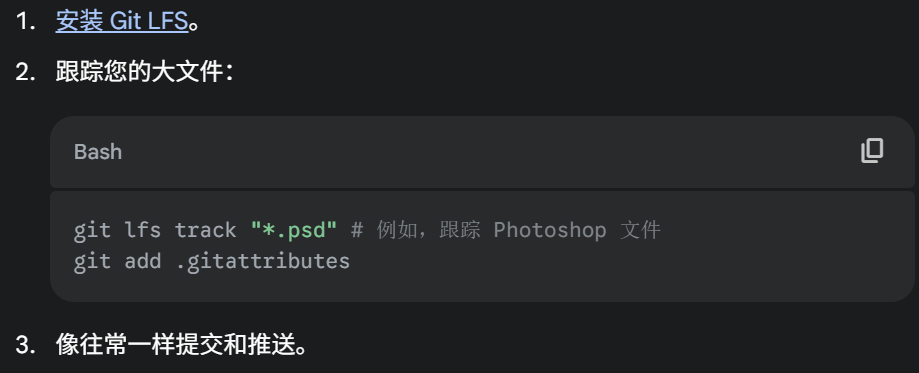 1. 安装 Git LFS。
2. 跟踪您的大文件：
Bash
git lfs track "*.psd" # 例如，跟踪 Photoshop 文件
git add .gitattributes
3. 像往常一样提交和推送。